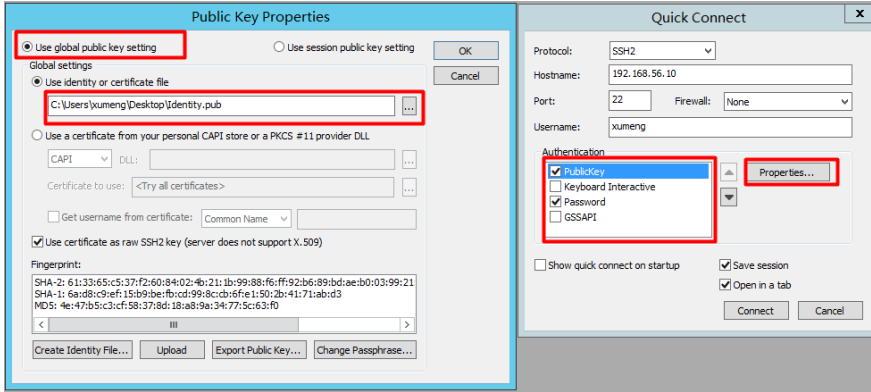 Public Key Properties
Use global public key setting
Use session public key setting
OK
Cancel
Global settings
Use identity or certificate file
C:\Users\xumeng\Desktop\Identity.pub
...
Use a certificate from your personal CAPI store or a PKCS #11 provider DLL
CAPI
DLL:
...
Certificate to use:
<Try all certificates>
...
Get username from certificate:
Common Name
Use certificate as raw SSH2 key (server does not support X.509)
Fingerprint:
SHA-2: 61:33:65:c5:37:f2:60:84:02:4b:21:1b:99:88:f6:ff:92:b6:89:bd:ae:b0:03:99:21
SHA-1: 6a:d8:c9:ef:15:b9:be:fb:cd:99:8c:cb:6f:e1:50:2b:41:71:ab:d3
MD5: 4e:47:b5:c3:cf:58:37:8d:18:a8:9a:34:77:5c:63:f0
Create Identity File...
Upload
Export Public Key...
Change Passphrase...
Quick Connect
x
Protocol:
SSH2
Hostname:
192.168.56.10
Port:
22
Firewall:
None
Username:
xumeng
Authentication
PublicKey
Keyboard Interactive
Password
GSSAPI
Properties...
Show quick connect on startup
Save session
Open in a tab
Connect
Cancel